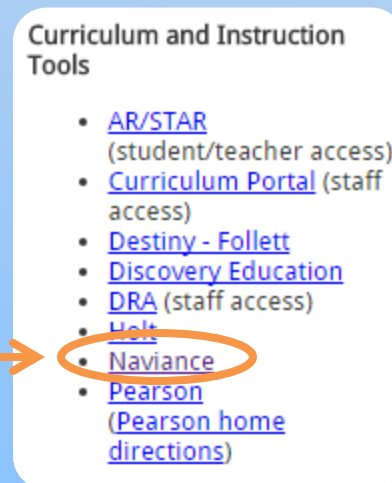 Curriculum and Instruction
Tools
• AR/STAR
(student/teacher access)
• Curriculum Portal (staff
access)
• Destiny - Follett
• Discovery Education
• DRA (staff access)
• Holt
• Naviance
• Pearson
(Pearson home
directions)